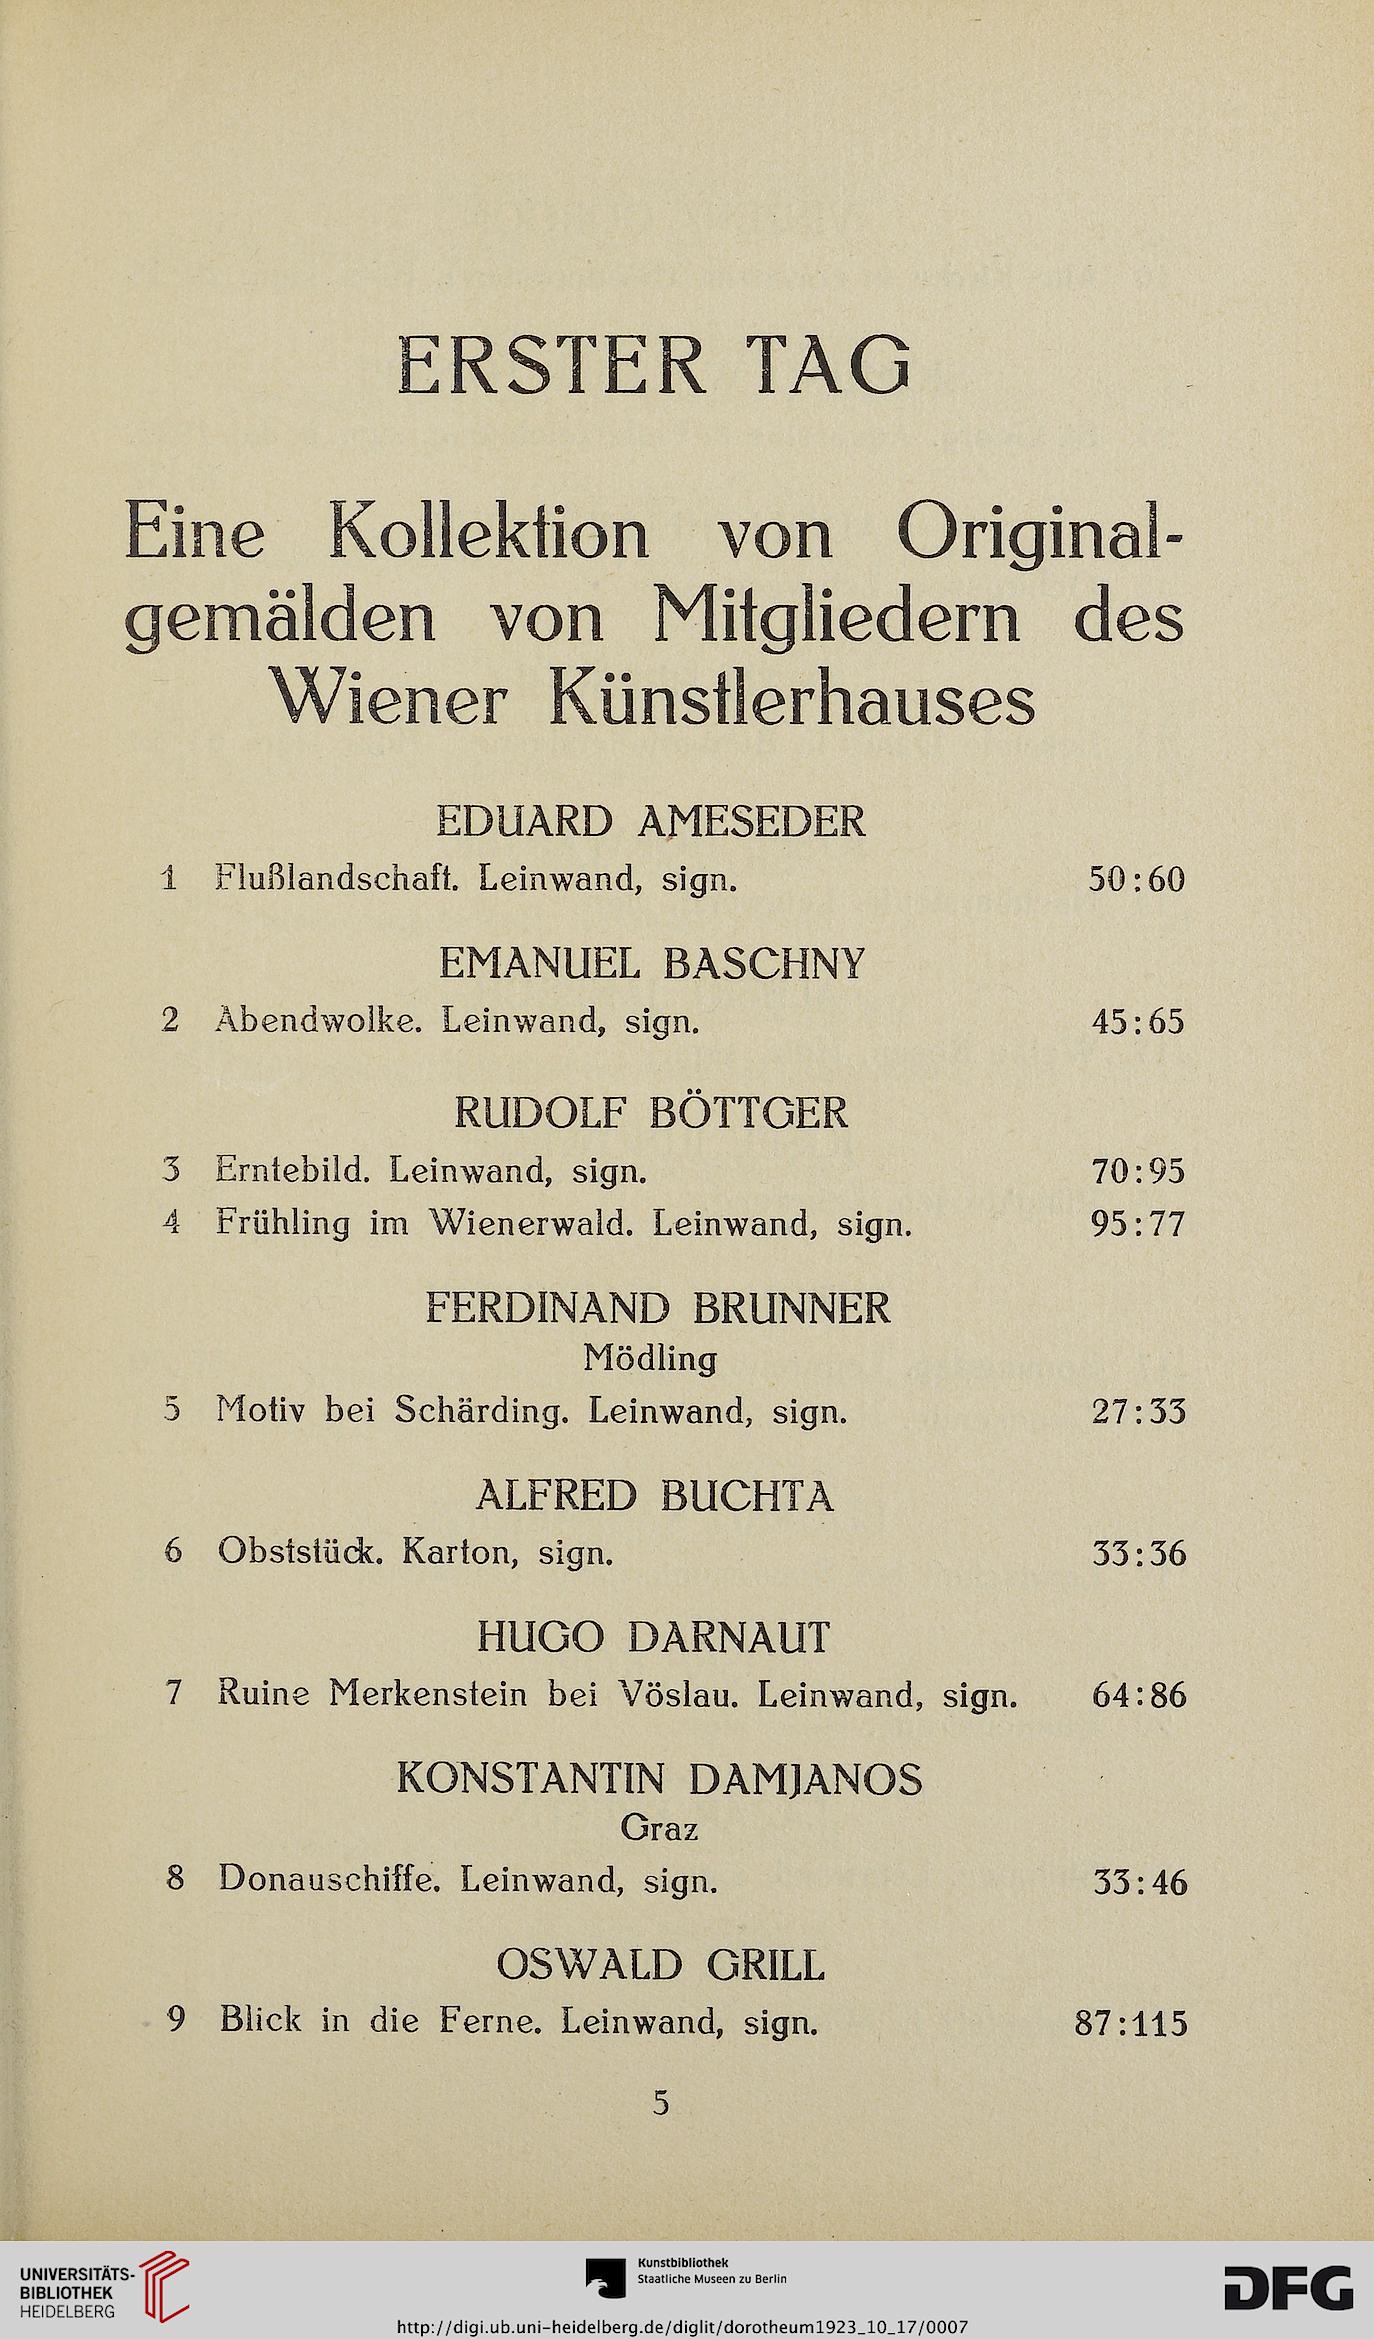 ERSTER TAG
Eine Kollektion von Original-
gemälden von Mitgliedern des
Wiener Künstlerhauses
EDUARD AMESEDER
1 Flußlandschaft. Leinwand, sign. 50:60
EMANUEL BASCHNY
2 Abendwolke. Leinwand, sign. 45:65
RUDOLF BÖTTGER
3 Erntebild. Leinwand, sign. 70:95
4 Frühling im Wienerwald. Leinwand, sign. 95:77
FERDINAND BRUNNER
Mödling
5 Motiv bei Schärding. Leinwand, sign. 27:33
ALFRED BUCHTA
6 Obststück. Karton, sign. 33:36
HUGO DARNAUT
7 Ruine Merkenstein bei Vöslau. Leinwand, sign. 64:86
KONSTANTIN DAMJANOS
Graz
8 Donauschiffe. Leinwand, sign. 33:46
OSWALD GRILL
9 Blick in die Ferne. Leinwand, sign. 87:115
5
UNIVERSITÄTS-
BIBLIOTHEK
HEIDELBERG
Kunstbibliothek
Staatliche Museen zu Berlin
http://digi.ub.uni-heidelberg.de/diglit/dorotheum1923_10_17/0007
DFG